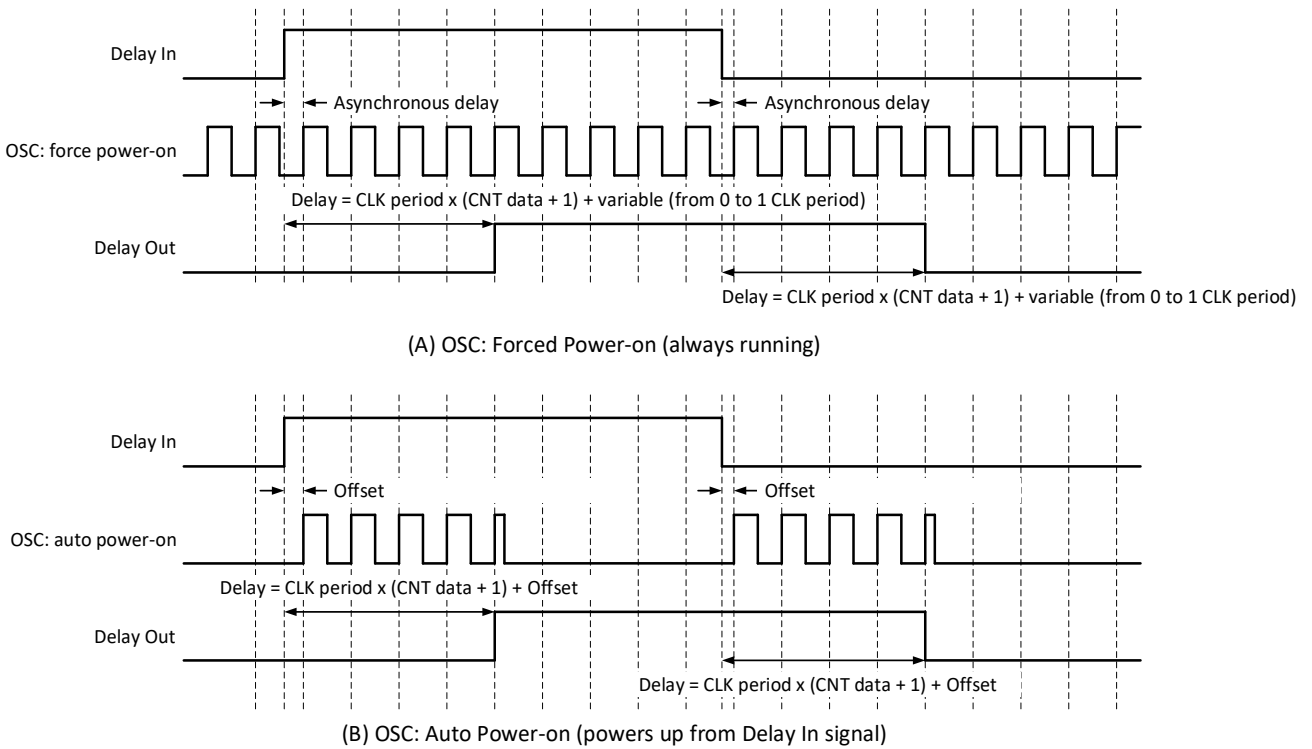 Delay In
Asynchronous delay
Asynchronous delay
OSC: force power-on
Delay = CLK period x (CNT data + 1) + variable (from 0 to 1 CLK period)
Delay Out
Delay = CLK period x (CNT data + 1) + variable (from 0 to 1 CLK period)
(A) OSC: Forced Power-on (always running)
Delay In
Offset
Offset
OSC: auto power-on
Delay = CLK period x (CNT data + 1) + Offset
Delay Out
Delay = CLK period x (CNT data + 1) + Offset
(B) OSC: Auto Power-on (powers up from Delay In signal)